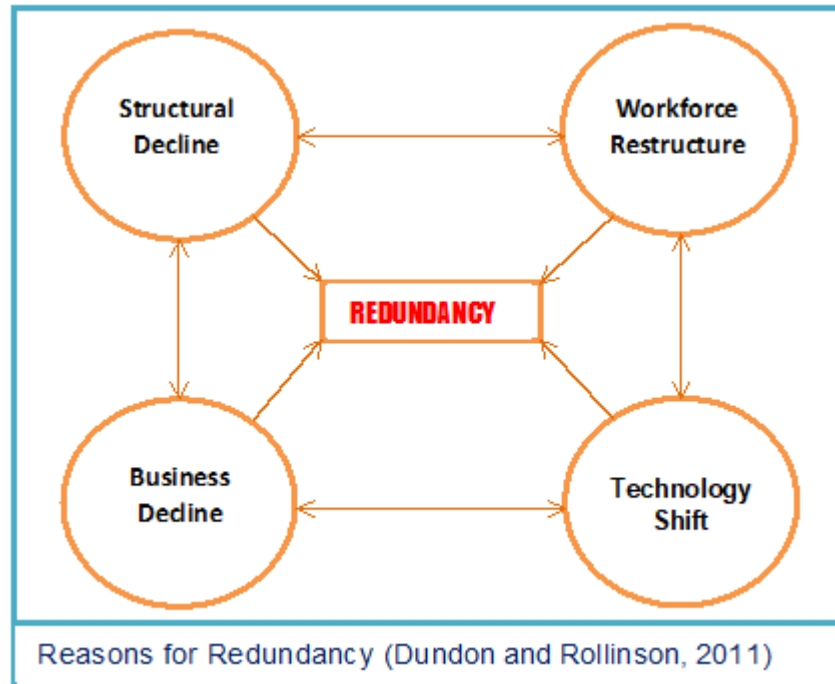 Structural
Decline
Workforce
Restructure
REDUNDANCY
Business
Decline
Technology
Shift
Reasons for Redundancy (Dundon and Rollinson, 2011)